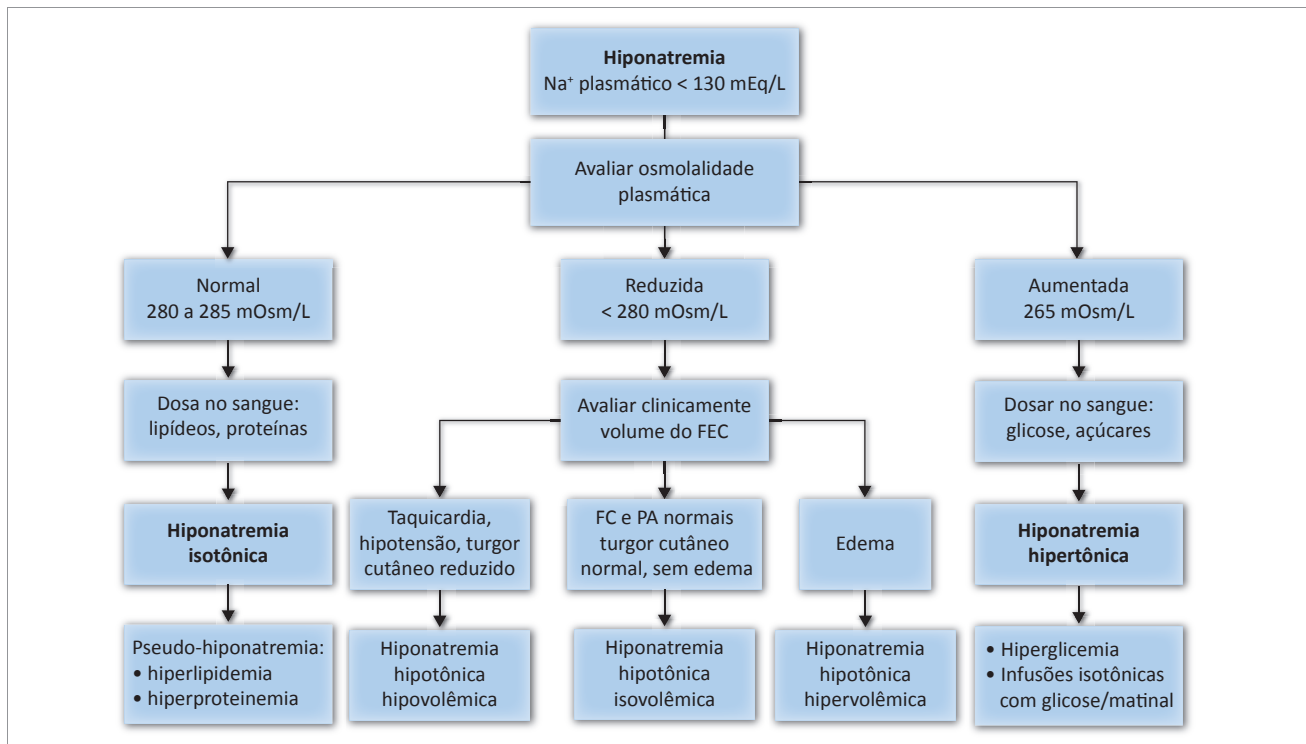 Hiponatremia
Na⁺ plasmático < 130 mEq/L
Avaliar osmolalidade
plasmática
Normal
280 a 285 mOsm/L
Reduzida
< 280 mOsm/L
Aumentada
265 mOsm/L
Dosa no sangue:
lipídeos, proteínas
Avaliar clinicamente
volume do FEC
Dosar no sangue:
glicose, açúcares
Hiponatremia
isotônica
Taquicardia,
hipotensão, turgor
cutâneo reduzido
FC e PA normais
turgor cutâneo
normal, sem edema
Edema
Hiponatremia
hipertônica
Pseudo-hiponatremia:
• hiperlipidemia
• hiperproteinemia
Hiponatremia
hipotônica
hipovolêmica
Hiponatremia
hipotônica
isovolêmica
Hiponatremia
hipotônica
hipervolêmica
• Hiperglicemia
• Infusões isotônicas
com glicose/matinal